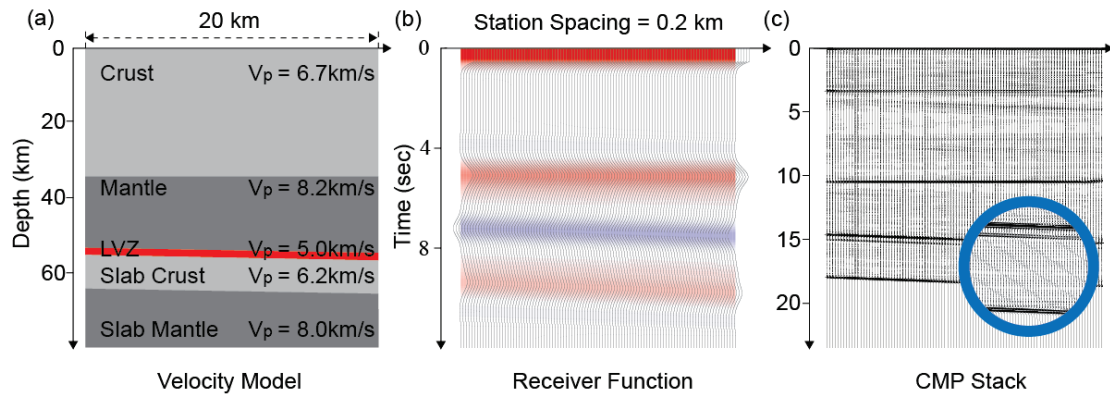 (a)
20 km
0
20
40
60
Depth (km)
Crust Vp = 6.7km/s
Mantle Vp = 8.2km/s
LVZ Vp = 5.0km/s
Slab Crust Vp = 6.2km/s
Slab Mantle Vp = 8.0km/s
Velocity Model
(b)
Station Spacing = 0.2 km
0
4
8
Time (sec)
Receiver Function
(c)
0
5
10
15
20
CMP Stack